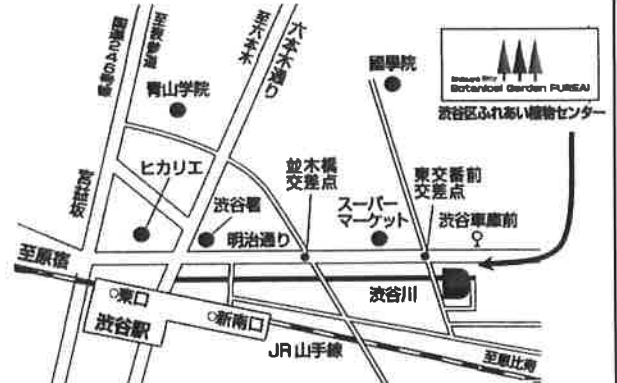 至表参道
国道246号線
至六本木
六本木通り
青山学院
國學院
Shibuya City
Botanical Garden FUREAI
渋谷区ふれあい植物センター
宮益坂
ヒカリエ
渋谷署
明治通り
並木橋
交差点
スーパー
マーケット
東交番前
交差点
渋谷車庫前
至原宿
東口
渋谷駅
新南口
渋谷川
JR山手線
至恵比寿